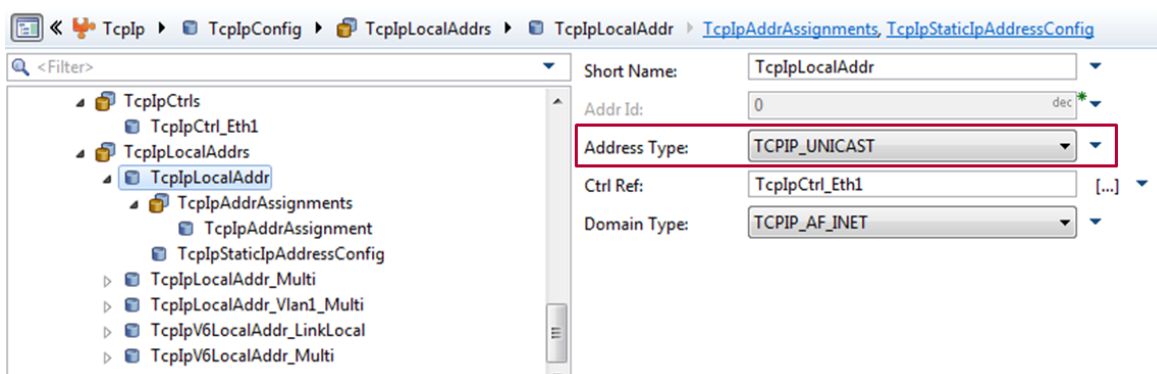 TcpIp TcpIpConfig TcpIpLocalAddrs TcpIpLocalAddr TcpIpAddrAssignments, TcpIpStaticIpAddressConfig
<Filter>
TcpIpCtrls
TcpIpCtrl_Eth1
TcpIpLocalAddrs
TcpIpLocalAddr
TcpIpAddrAssignments
TcpIpAddrAssignment
TcpIpStaticIpAddressConfig
TcpIpLocalAddr_Multi
TcpIpLocalAddr_Vlan1_Multi
TcpIpV6LocalAddr_LinkLocal
TcpIpV6LocalAddr_Multi
Short Name: TcpIpLocalAddr
Addr Id: 0 dec *
Address Type: TCPIP_UNICAST
Ctrl Ref: TcpIpCtrl_Eth1 [...]
Domain Type: TCPIP_AF_INET